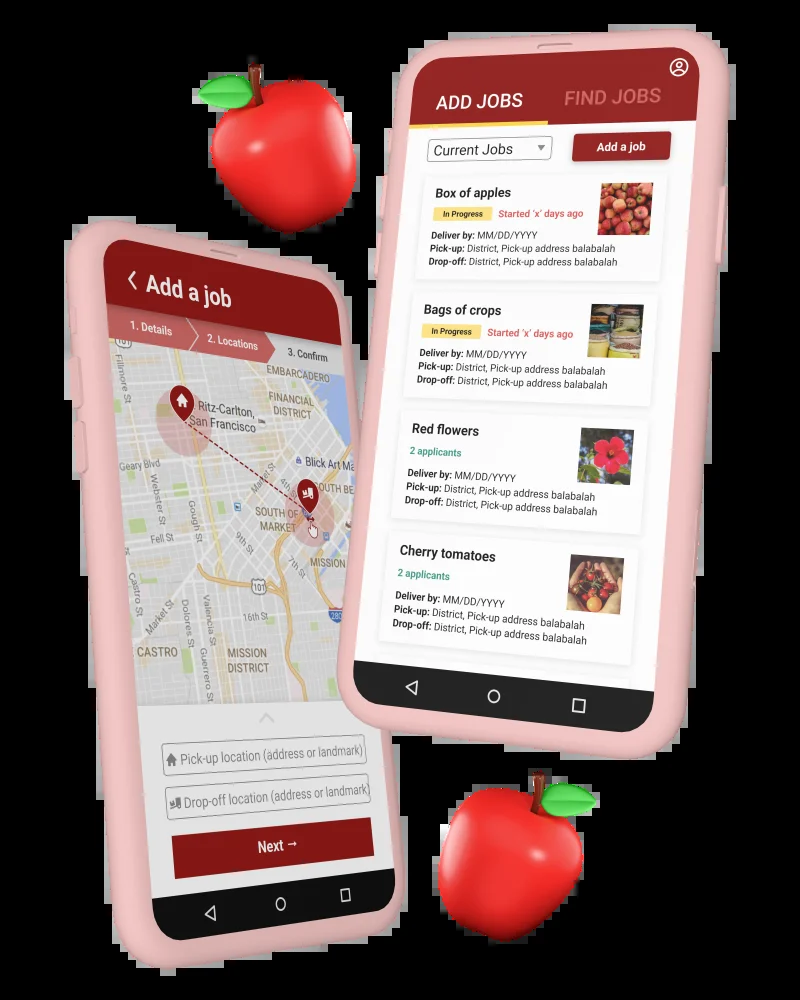 ADD JOBS
FIND JOBS
Current Jobs
Add a job
Box of apples
In Progress
Started 'x' days ago
Deliver by: MM/DD/YYYY
Pick-up: District, Pick-up address balabalah
Drop-off: District, Pick-up address balabalah
Bags of crops
In Progress
Started 'x' days ago
Deliver by: MM/DD/YYYY
Pick-up: District, Pick-up address balabalah
Drop-off: District, Pick-up address balabalah
Red flowers
2 applicants
Deliver by: MM/DD/YYYY
Pick-up: District, Pick-up address balabalah
Drop-off: District, Pick-up address balabalah
Cherry tomatoes
2 applicants
Deliver by: MM/DD/YYYY
Pick-up: District, Pick-up address balabalah
Drop-off: District, Pick-up address balabalah
Add a job
1. Details
2. Locations
3. Confirm
101
Fillmore St
EMBARCADERO
FINANCIAL
DISTRICT
Ritz-Carlton,
San Francisco
Geary Blvd
Blick Art Ma
Webster St
Gough St
Market St
4th St
SOUTH BE
SOUTH OF
MARKET
Fell St
9th St
7th St
MISSION
Castro St
101
280
Market St
Dolores St
Valencia St
Guerrero St
16th St
CASTRO
MISSION
DISTRICT
Pick-up location (address or landmark)
Drop-off location (address or landmark)
Next →